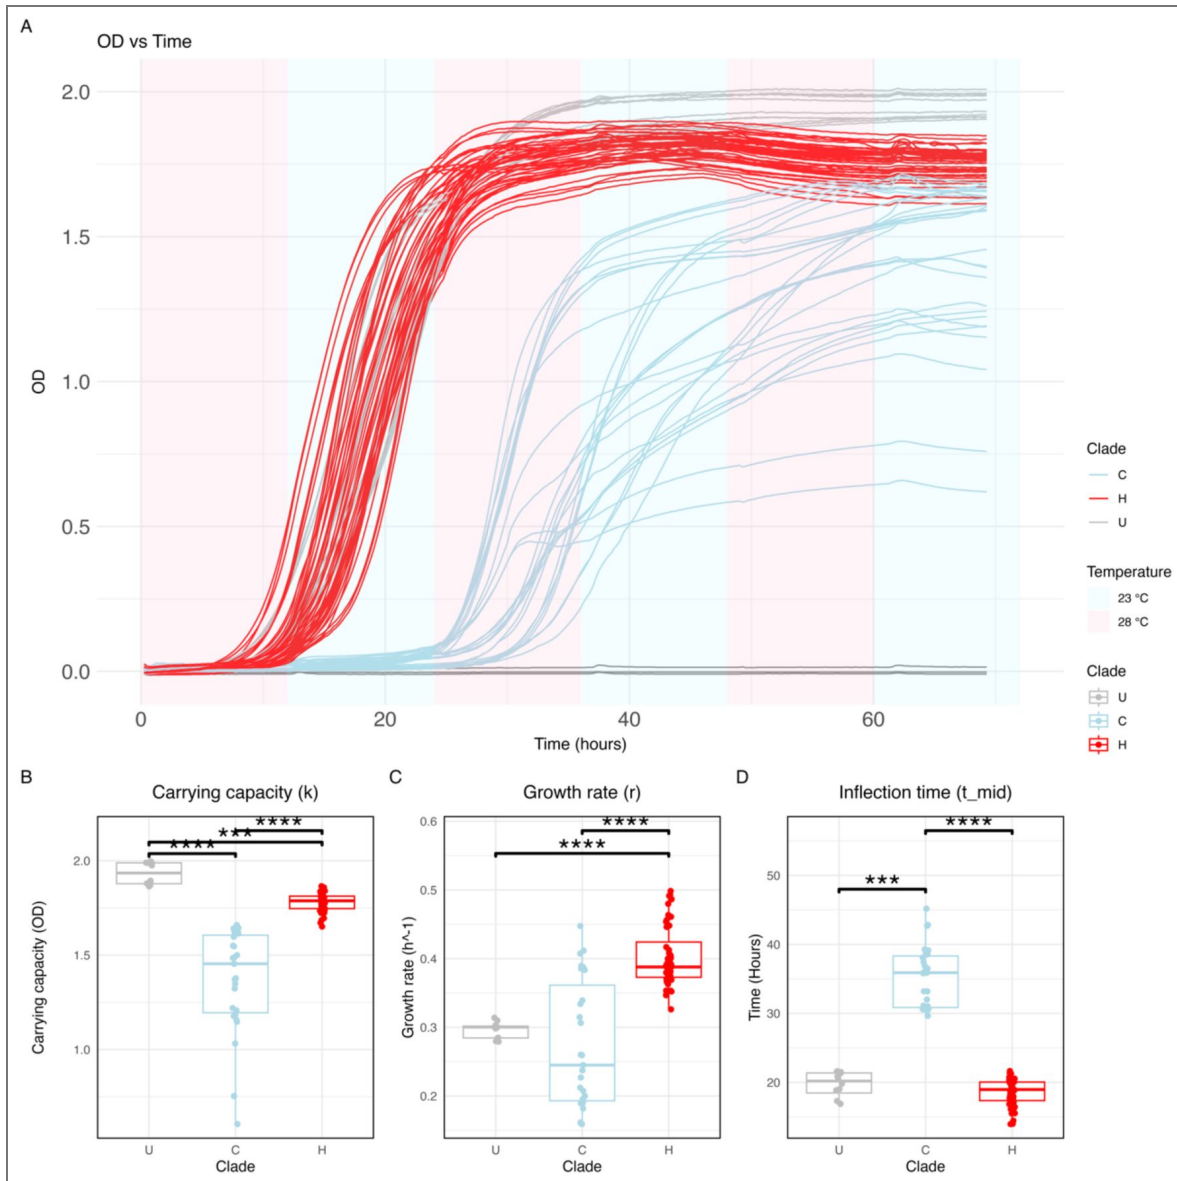 A
OD vs Time
2.0
1.5
1.0
0.5
0.0
OD
0
20
40
60
Time (hours)
Clade
C
H
U
Temperature
23 °C
28 °C
Clade
U
C
H
B
Carrying capacity (k)
****
***
****
2.0
1.5
1.0
Carrying capacity (OD)
U
C
H
Clade
C
Growth rate (r)
****
****
0.6
0.5
0.4
0.3
0.2
Growth rate (h^-1)
U
C
H
Clade
D
Inflection time (t_mid)
****
***
50
40
30
20
Time (Hours)
U
C
H
Clade